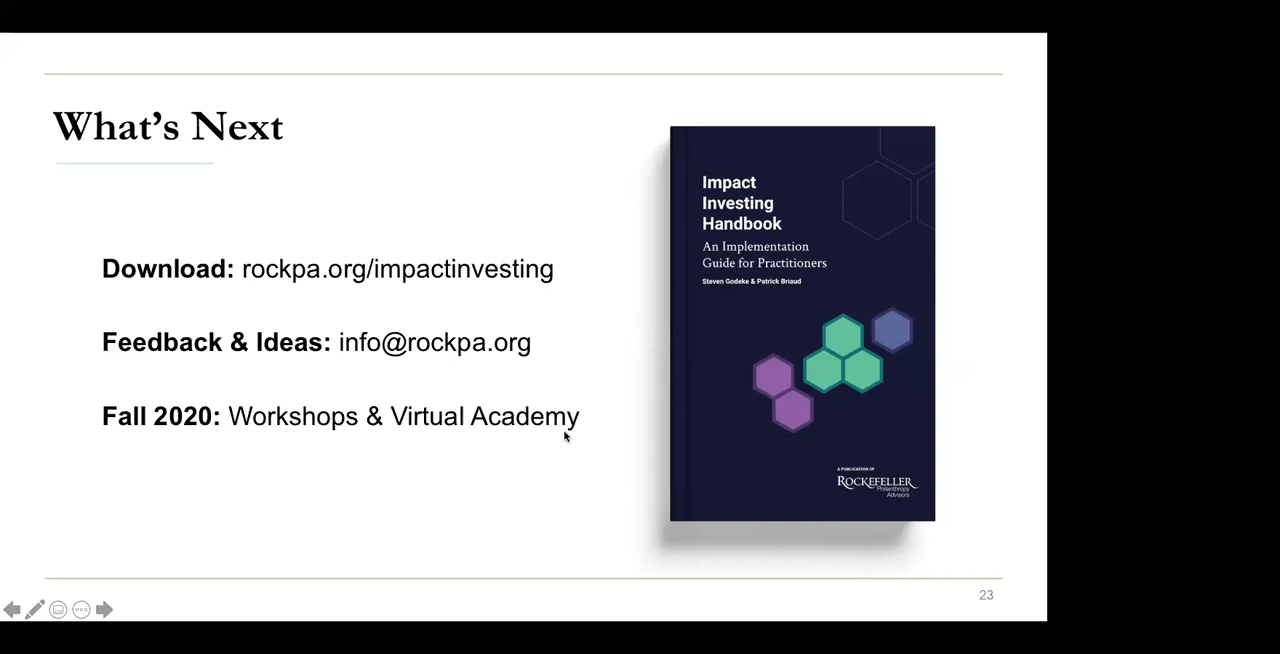 What's Next
Download: rockpa.org/impactinvesting
Feedback & Ideas: info@rockpa.org
Fall 2020: Workshops & Virtual Academy
Impact
Investing
Handbook
An Implementation
Guide for Practitioners
Steven Godeke & Patrick Briaud
A PUBLICATION OF
ROCKEFELLER
Philanthropy
Advisors
23